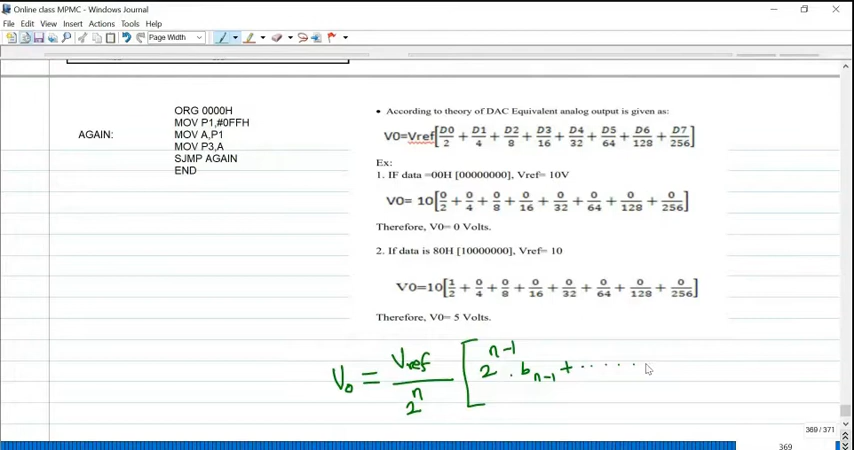 Online class MPMC - Windows Journal
File Edit View Insert Actions Tools Help
Page Width
ORG 0000H
MOV P1,#0FFH
AGAIN: MOV A,P1
MOV P3,A
SJMP AGAIN
END
• According to theory of DAC Equivalent analog output is given as:
V0=Vref[D0/2 + D1/4 + D2/8 + D3/16 + D4/32 + D5/64 + D6/128 + D7/256]
Ex:
1. IF data =00H [00000000], Vref= 10V
V0= 10[0/2 + 0/4 + 0/8 + 0/16 + 0/32 + 0/64 + 0/128 + 0/256]
Therefore, V0= 0 Volts.
2. If data is 80H [10000000], Vref= 10
V0=10[1/2 + 0/4 + 0/8 + 0/16 + 0/32 + 0/64 + 0/128 + 0/256]
Therefore, V0= 5 Volts.
V₀ = Vref/2ⁿ [2ⁿ⁻¹ . bₙ₋₁ + ......
369 / 371
369